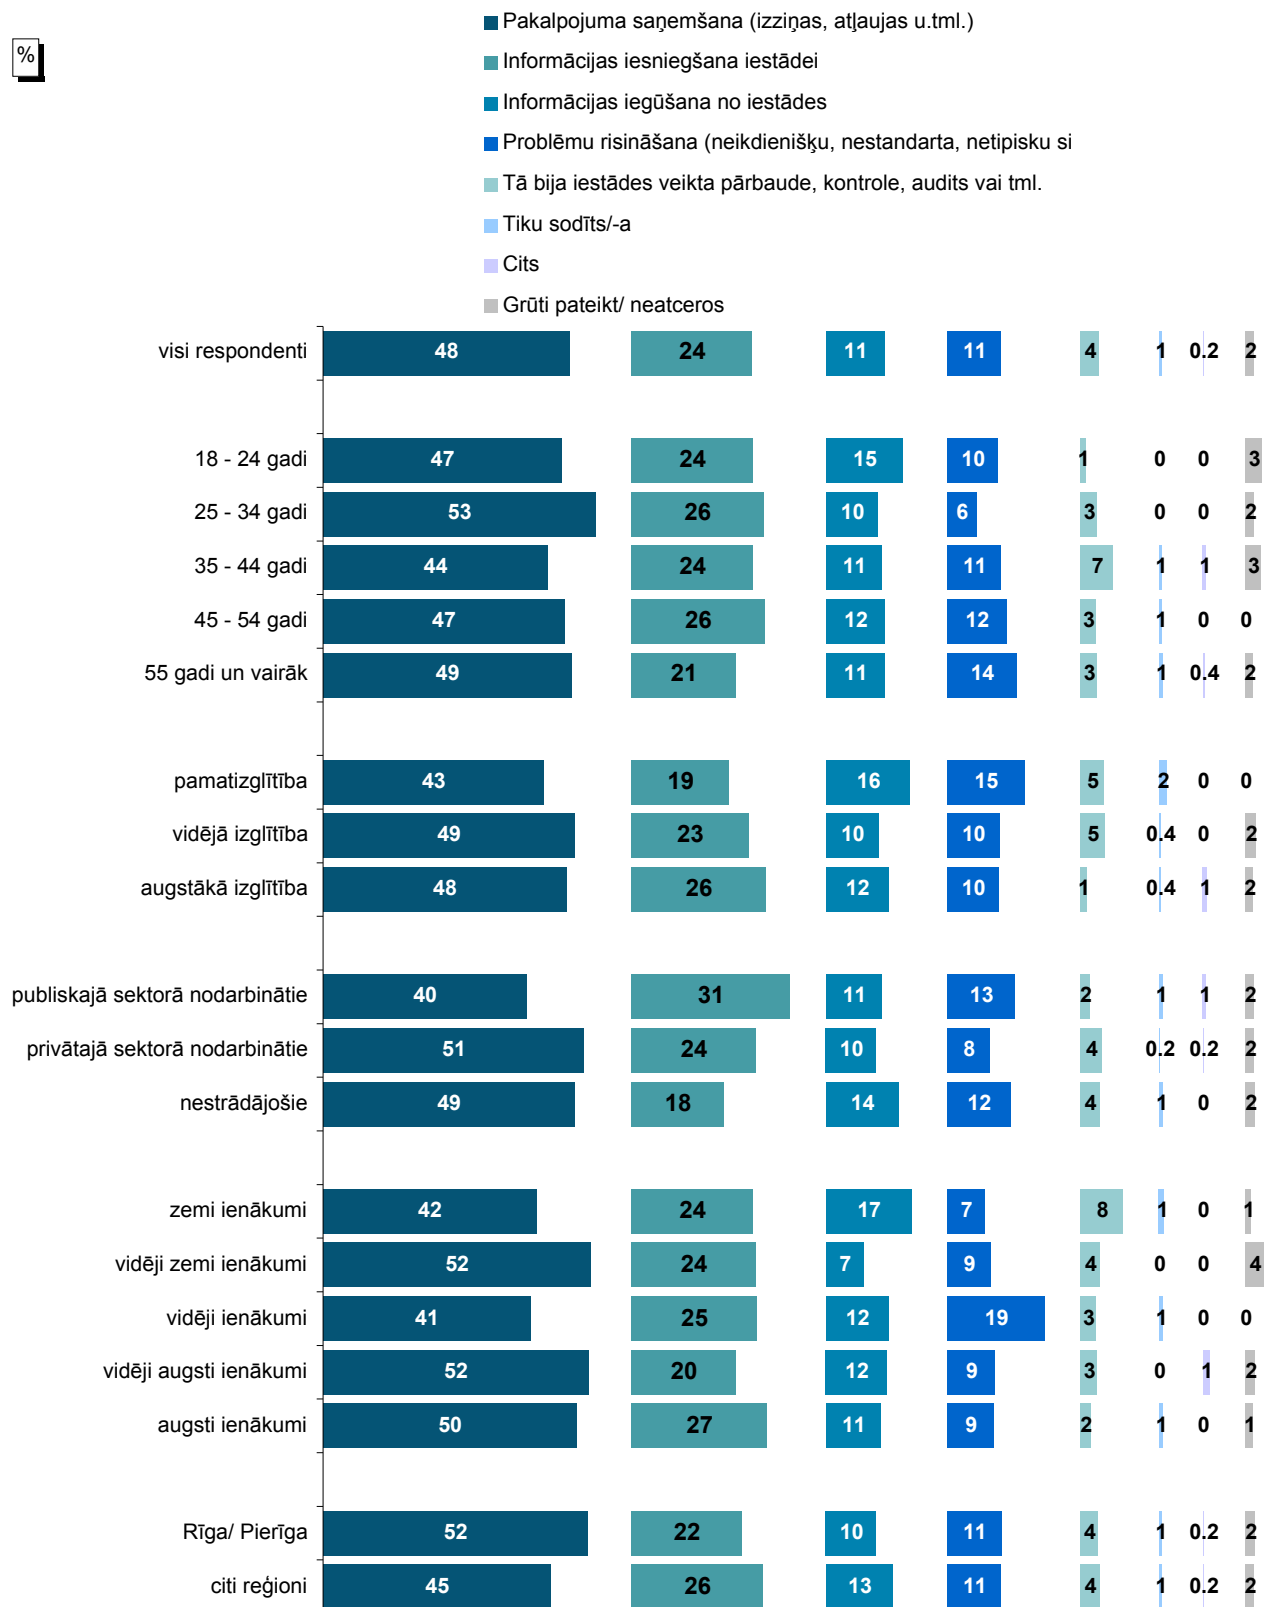 %
Pakalpojuma saņemšana (izziņas, atļaujas u.tml.)
Informācijas iesniegšana iestādei
Informācijas iegūšana no iestādes
Problēmu risināšana (neikdienišķu, nestandarta, netipisku si
Tā bija iestādes veikta pārbaude, kontrole, audits vai tml.
Tiku sodīts/-a
Cits
Grūti pateikt/ neatceros
visi respondenti 48 24 11 11 4 1 0.2 2
18 - 24 gadi 47 24 15 10 1 0 0 3
25 - 34 gadi 53 26 10 6 3 0 0 2
35 - 44 gadi 44 24 11 11 7 1 1 3
45 - 54 gadi 47 26 12 12 3 1 0 0
55 gadi un vairāk 49 21 11 14 3 1 0.4 2
pamatizglītība 43 19 16 15 5 2 0 0
vidējā izglītība 49 23 10 10 5 0.4 0 2
augstākā izglītība 48 26 12 10 1 0.4 1 2
publiskajā sektorā nodarbinātie 40 31 11 13 2 1 1 2
privātajā sektorā nodarbinātie 51 24 10 8 4 0.2 0.2 2
nestrādājošie 49 18 14 12 4 1 0 2
zemi ienākumi 42 24 17 7 8 1 0 1
vidēji zemi ienākumi 52 24 7 9 4 0 0 4
vidēji ienākumi 41 25 12 19 3 1 0 0
vidēji augsti ienākumi 52 20 12 9 3 0 1 2
augsti ienākumi 50 27 11 9 2 1 0 1
Rīga/ Pierīga 52 22 10 11 4 1 0.2 2
citi reģioni 45 26 13 11 4 1 0.2 2